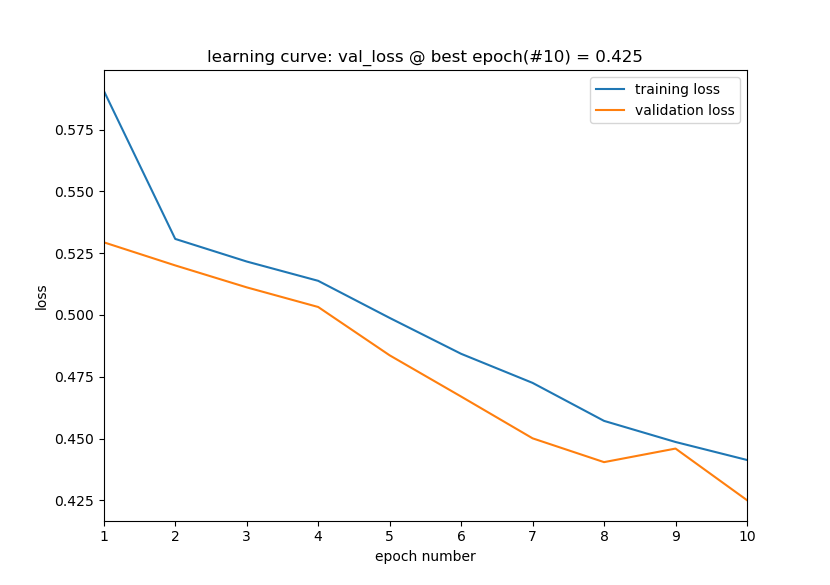 learning curve: val_loss @ best epoch(#10) = 0.425
training loss
validation loss
0.575
0.550
0.525
0.500
0.475
0.450
0.425
loss
1 2 3 4 5 6 7 8 9 10
epoch number